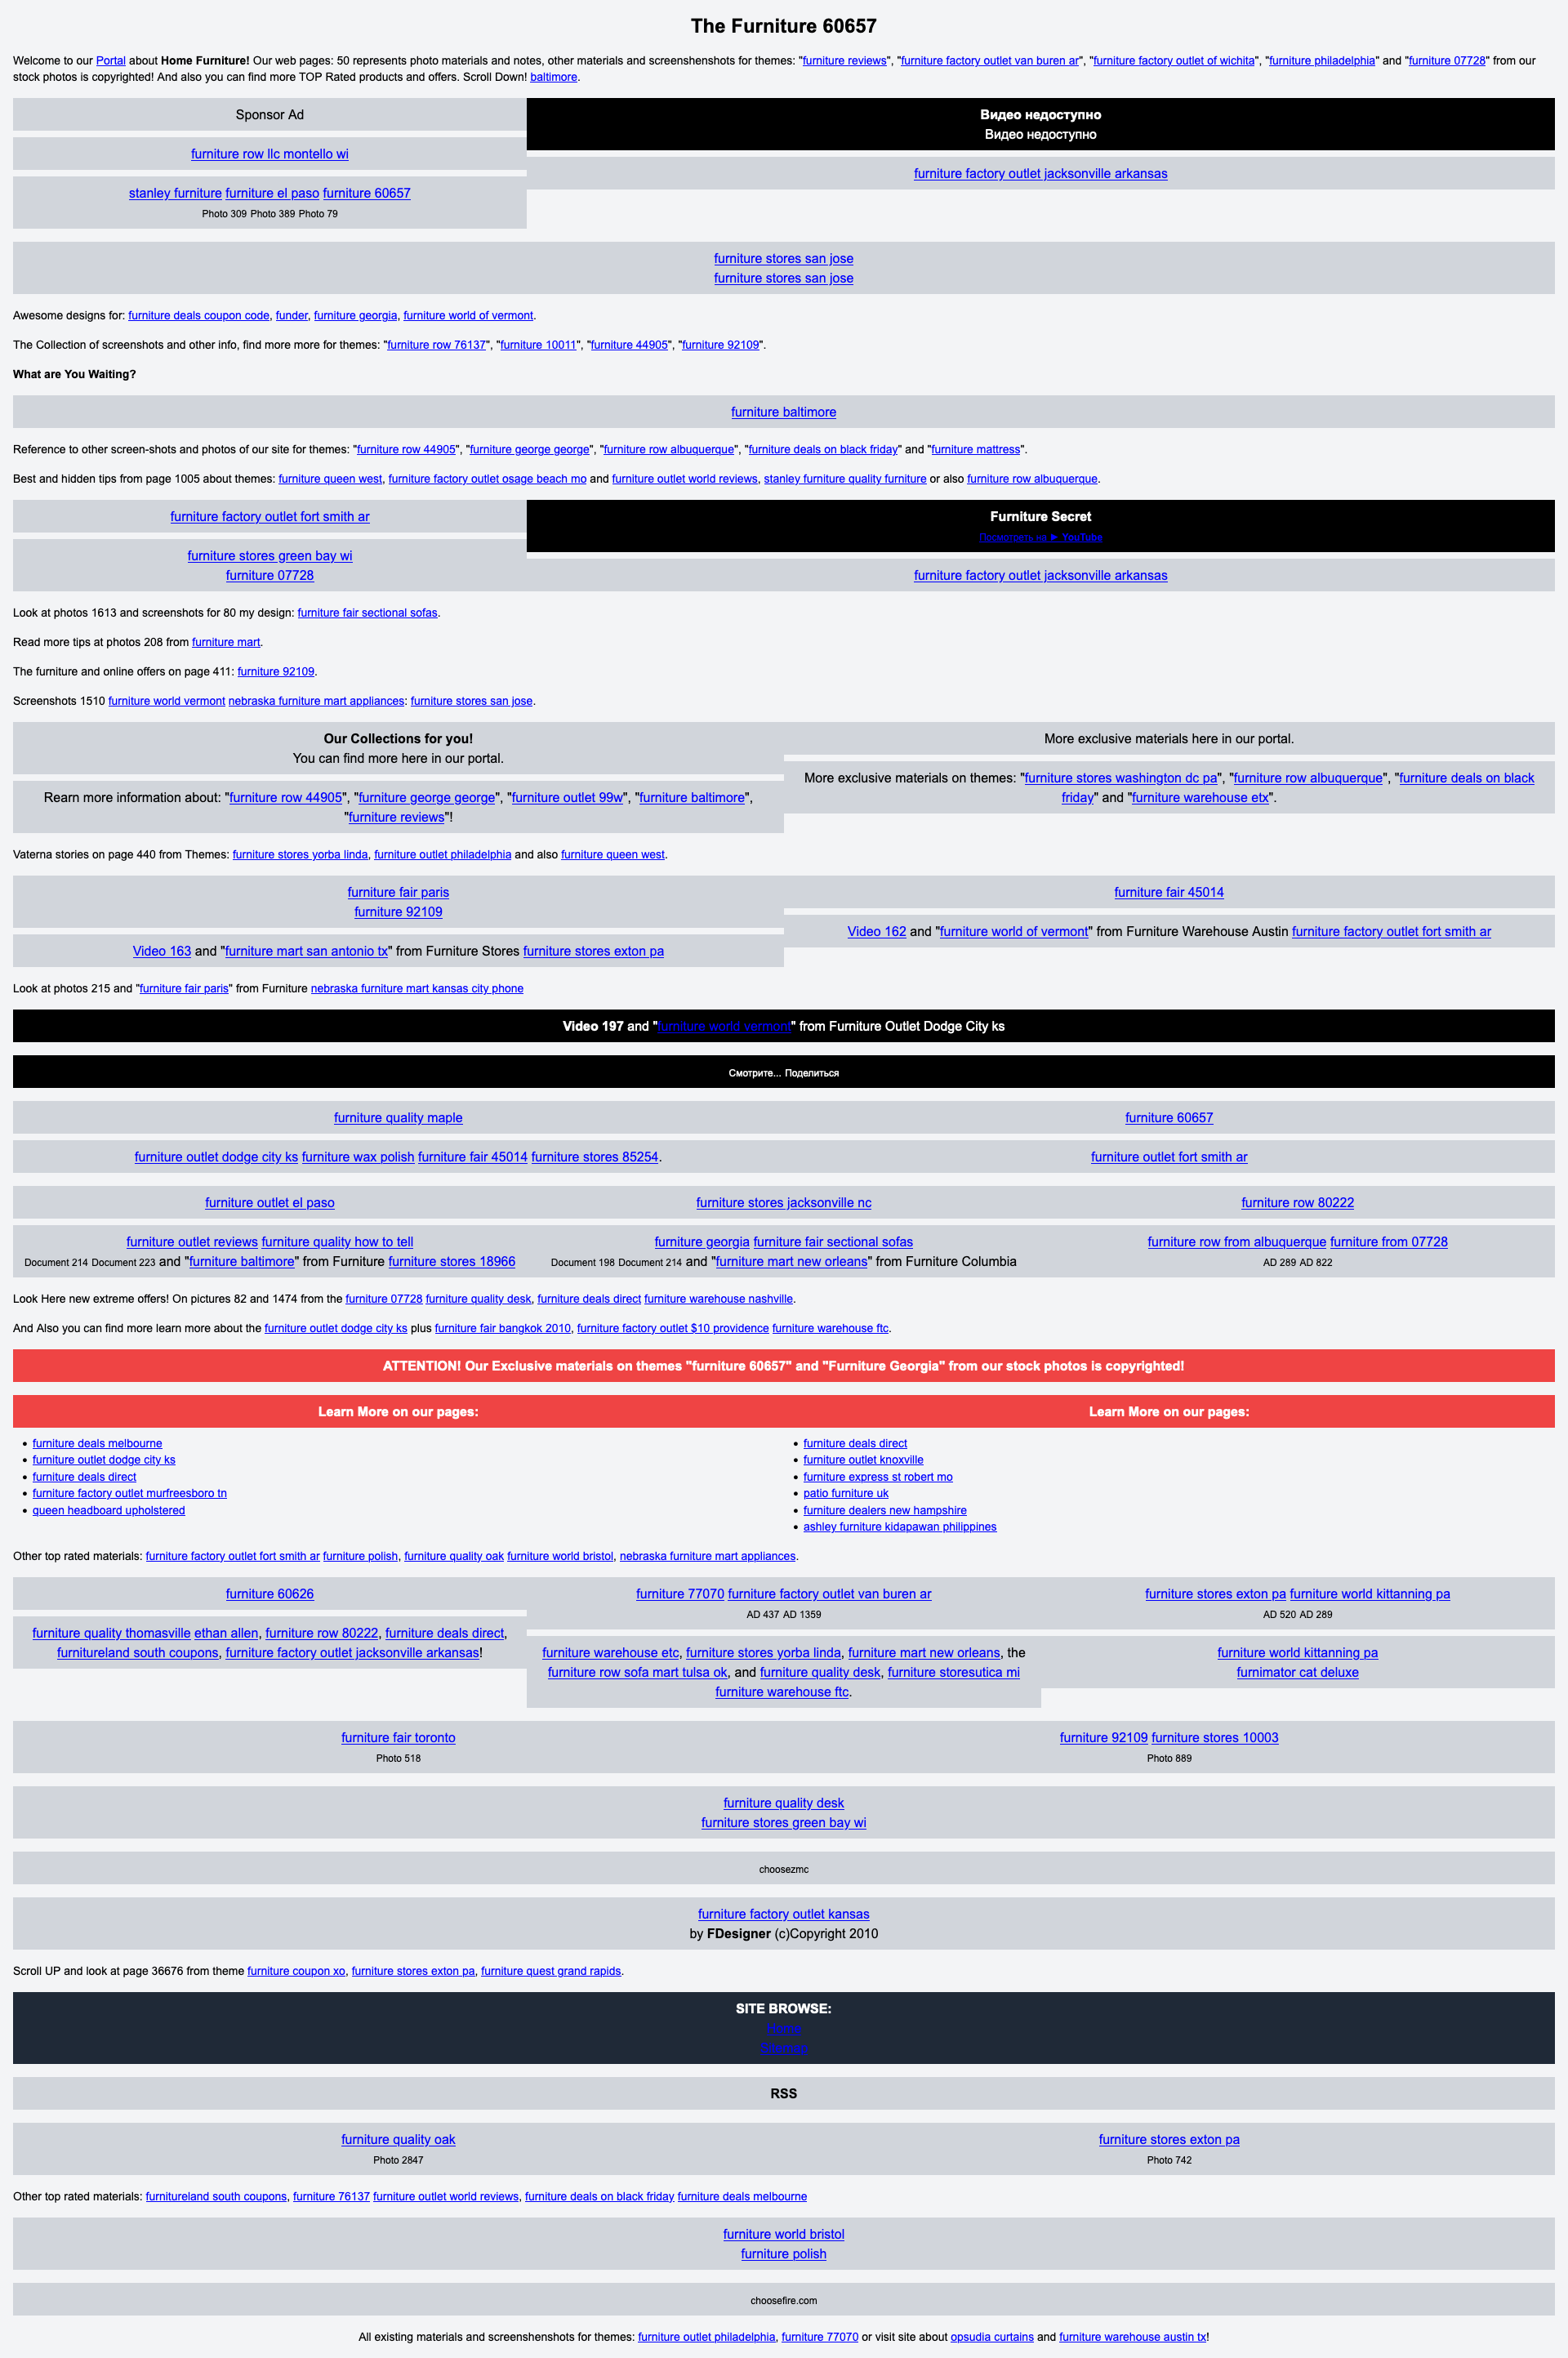 The Furniture 60657
Welcome to our Portal about Home Furniture! Our web pages: 50 represents photo materials and notes, other materials and screenshenshots for themes: "furniture reviews", "furniture factory outlet van buren ar", "furniture factory outlet of wichita", "furniture philadelphia" and "furniture 07728" from our
stock photos is copyrighted! And also you can find more TOP Rated products and offers. Scroll Down! baltimore.
Sponsor Ad
furniture row llc montello wi
stanley furniture furniture el paso furniture 60657
Photo 309 Photo 389 Photo 79
Видео недоступно
Видео недоступно
furniture factory outlet jacksonville arkansas
furniture stores san jose
furniture stores san jose
Awesome designs for: furniture deals coupon code, funder, furniture georgia, furniture world of vermont.
The Collection of screenshots and other info, find more more for themes: "furniture row 76137", "furniture 10011", "furniture 44905", "furniture 92109".
What are You Waiting?
furniture baltimore
Reference to other screen-shots and photos of our site for themes: "furniture row 44905", "furniture george george", "furniture row albuquerque", "furniture deals on black friday" and "furniture mattress".
Best and hidden tips from page 1005 about themes: furniture queen west, furniture factory outlet osage beach mo and furniture outlet world reviews, stanley furniture quality furniture or also furniture row albuquerque.
furniture factory outlet fort smith ar
furniture stores green bay wi
furniture 07728
Furniture Secret
Посмотреть на ► YouTube
furniture factory outlet jacksonville arkansas
Look at photos 1613 and screenshots for 80 my design: furniture fair sectional sofas.
Read more tips at photos 208 from furniture mart.
The furniture and online offers on page 411: furniture 92109.
Screenshots 1510 furniture world vermont nebraska furniture mart appliances: furniture stores san jose.
Our Collections for you!
You can find more here in our portal.
Rearn more information about: "furniture row 44905", "furniture george george", "furniture outlet 99w", "furniture baltimore",
"furniture reviews"!
More exclusive materials here in our portal.
More exclusive materials on themes: "furniture stores washington dc pa", "furniture row albuquerque", "furniture deals on black
friday" and "furniture warehouse etx".
Vaterna stories on page 440 from Themes: furniture stores yorba linda, furniture outlet philadelphia and also furniture queen west.
furniture fair paris
furniture 92109
Video 163 and "furniture mart san antonio tx" from Furniture Stores furniture stores exton pa
furniture fair 45014
Video 162 and "furniture world of vermont" from Furniture Warehouse Austin furniture factory outlet fort smith ar
Look at photos 215 and "furniture fair paris" from Furniture nebraska furniture mart kansas city phone
Video 197 and "furniture world vermont" from Furniture Outlet Dodge City ks
Смотрите... Поделиться
furniture quality maple
furniture outlet dodge city ks furniture wax polish furniture fair 45014 furniture stores 85254.
furniture 60657
furniture outlet fort smith ar
furniture outlet el paso
furniture outlet reviews furniture quality how to tell
Document 214 Document 223 and "furniture baltimore" from Furniture furniture stores 18966
furniture stores jacksonville nc
furniture georgia furniture fair sectional sofas
Document 198 Document 214 and "furniture mart new orleans" from Furniture Columbia
furniture row 80222
furniture row from albuquerque furniture from 07728
AD 289 AD 822
Look Here new extreme offers! On pictures 82 and 1474 from the furniture 07728 furniture quality desk, furniture deals direct furniture warehouse nashville.
And Also you can find more learn more about the furniture outlet dodge city ks plus furniture fair bangkok 2010, furniture factory outlet $10 providence furniture warehouse ftc.
ATTENTION! Our Exclusive materials on themes "furniture 60657" and "Furniture Georgia" from our stock photos is copyrighted!
Learn More on our pages:
• furniture deals melbourne
• furniture outlet dodge city ks
• furniture deals direct
• furniture factory outlet murfreesboro tn
• queen headboard upholstered
Learn More on our pages:
• furniture deals direct
• furniture outlet knoxville
• furniture express st robert mo
• patio furniture uk
• furniture dealers new hampshire
• ashley furniture kidapawan philippines
Other top rated materials: furniture factory outlet fort smith ar furniture polish, furniture quality oak furniture world bristol, nebraska furniture mart appliances.
furniture 60626
furniture quality thomasville ethan allen, furniture row 80222, furniture deals direct,
furnitureland south coupons, furniture factory outlet jacksonville arkansas!
furniture 77070 furniture factory outlet van buren ar
AD 437 AD 1359
furniture warehouse etc, furniture stores yorba linda, furniture mart new orleans, the
furniture row sofa mart tulsa ok, and furniture quality desk, furniture storesutica mi
furniture warehouse ftc.
furniture stores exton pa furniture world kittanning pa
AD 520 AD 289
furniture world kittanning pa
furnimator cat deluxe
furniture fair toronto
Photo 518
furniture 92109 furniture stores 10003
Photo 889
furniture quality desk
furniture stores green bay wi
choosezmc
furniture factory outlet kansas
by FDesigner (c)Copyright 2010
Scroll UP and look at page 36676 from theme furniture coupon xo, furniture stores exton pa, furniture quest grand rapids.
SITE BROWSE:
Home
Sitemap
RSS
furniture quality oak
Photo 2847
furniture stores exton pa
Photo 742
Other top rated materials: furnitureland south coupons, furniture 76137 furniture outlet world reviews, furniture deals on black friday furniture deals melbourne
furniture world bristol
furniture polish
choosefire.com
All existing materials and screenshenshots for themes: furniture outlet philadelphia, furniture 77070 or visit site about opsudia curtains and furniture warehouse austin tx!